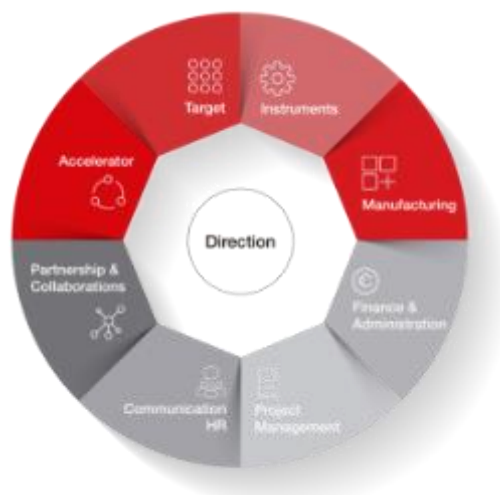 Target
Instruments
Accelerator
Manufacturing
Direction
Partnership &
Collaborations
Finance &
Administration
Communication
HR
Project
Management